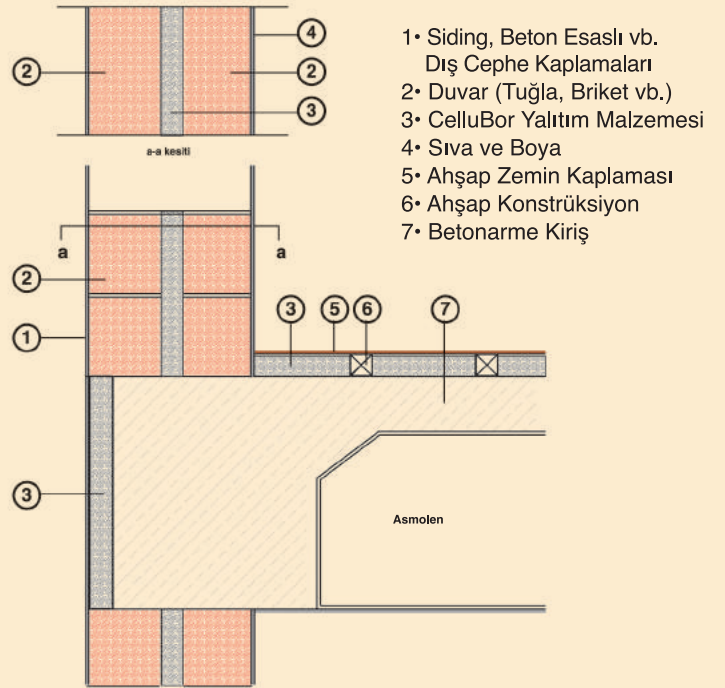 1• Siding, Beton Esaslı vb.
Dış Cephe Kaplamaları
2• Duvar (Tuğla, Briket vb.)
3• CelluBor Yalıtım Malzemesi
4• Sıva ve Boya
5• Ahşap Zemin Kaplaması
6• Ahşap Konstrüksiyon
7• Betonarme Kiriş
4
2
2
3
a-a kesiti
a
a
2
1
3
5
6
7
3
Asmolen